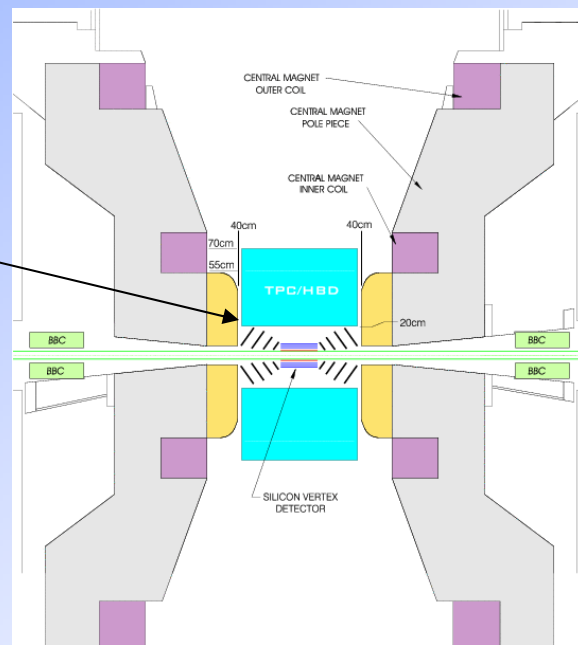 CENTRAL MAGNET
OUTER COIL
CENTRAL MAGNET
POLE PIECE
CENTRAL MAGNET
INNER COIL
40cm
40cm
70cm
55cm
TPC/HBD
20cm
BBC
BBC
BBC
BBC
SILICON VERTEX
DETECTOR